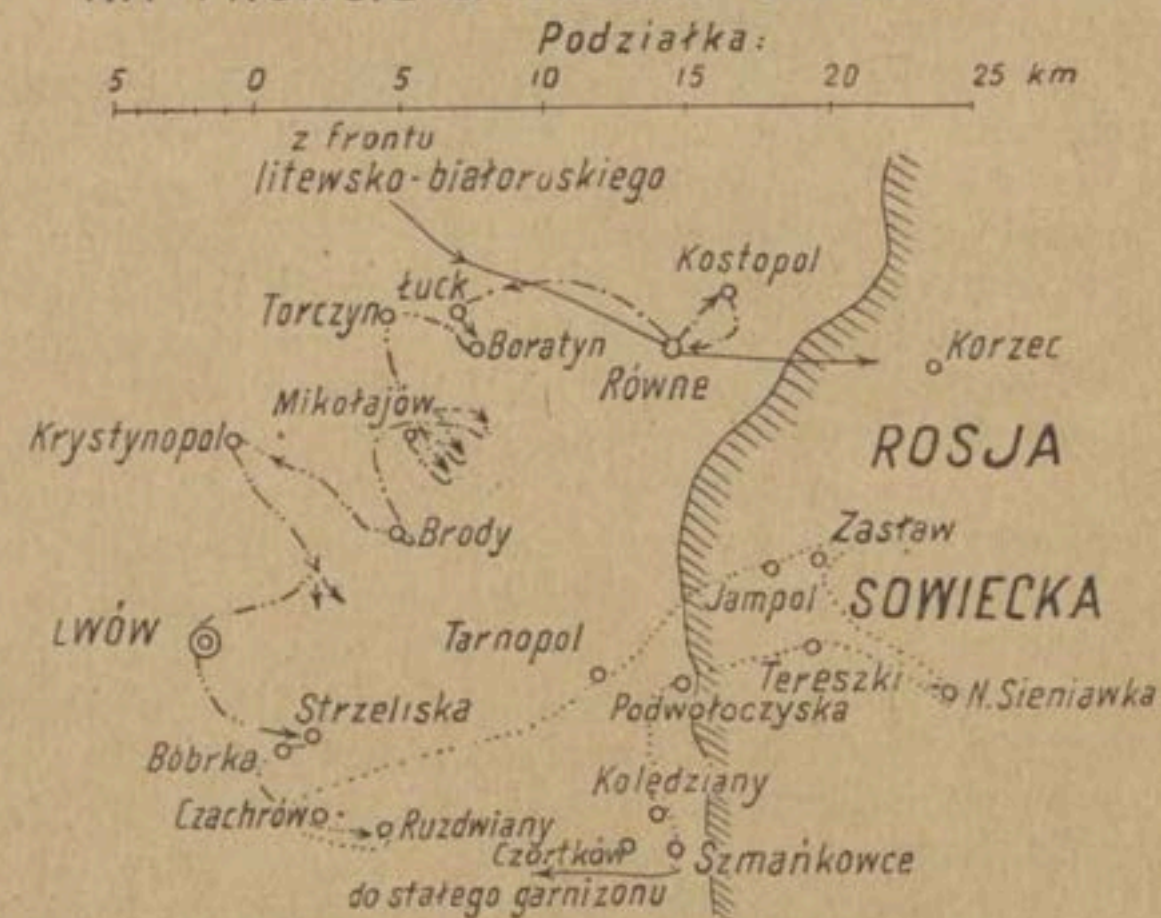 Podziałka:
5 0 5 10 15 20 25 km
z frontu
litewsko-białoruskiego
Kostopol
Łuck
Torczyn
Boratyn
Równe
Korzec
Mikołajów
Krystynopol
ROSJA
Brody
Zasław
Jampol
SOWIECKA
LWÓW
Tarnopol
Tereszki
N. Sieniawka
Podwołoczyska
Strzeliska
Bóbrka
Kolędziany
Czachrów
Ruzdwiany
Czortków
Szmańkowce
do stałego garnizonu